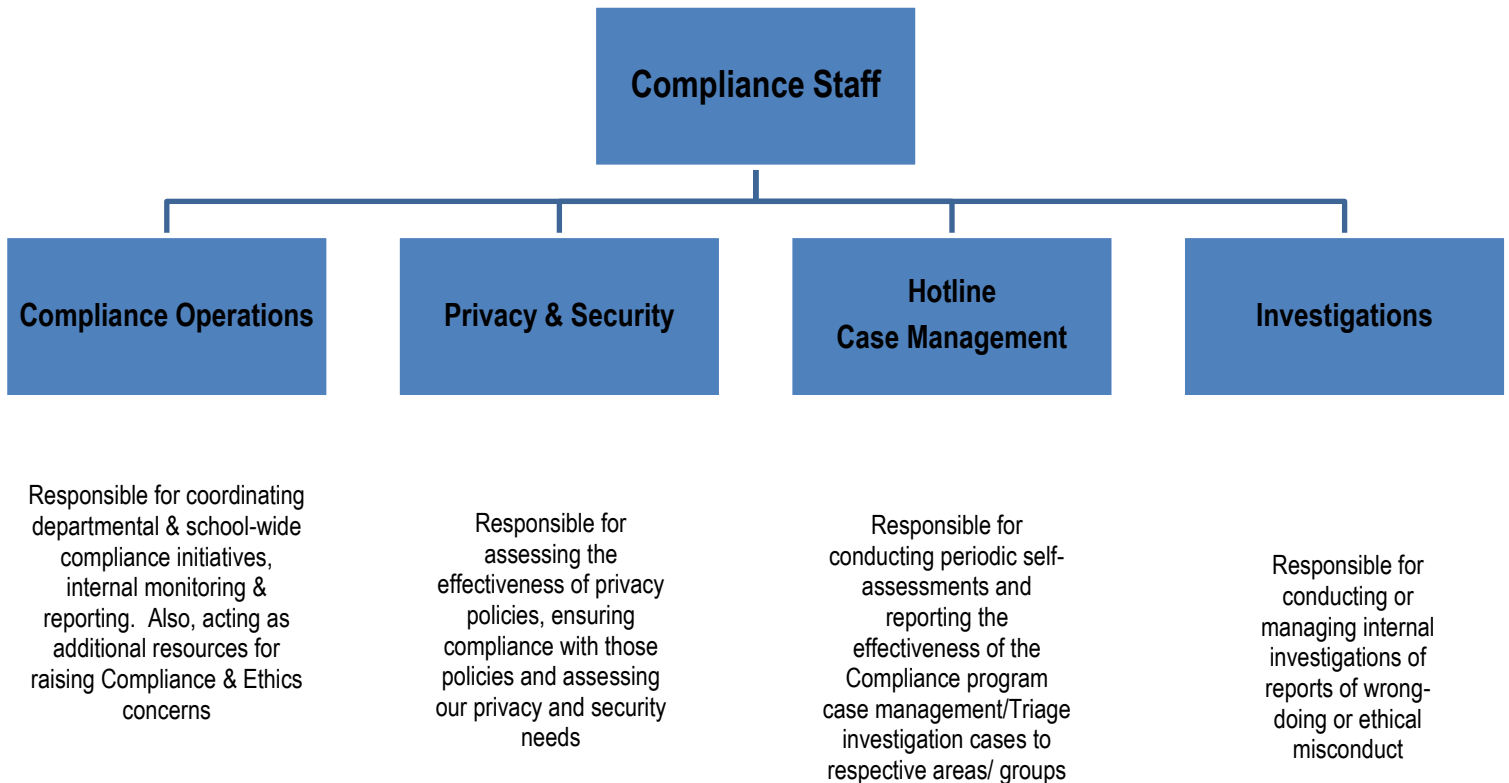 Compliance Staff
Compliance Operations
Privacy & Security
Hotline
Case Management
Investigations
Responsible for coordinating
departmental & school-wide
compliance initiatives,
internal monitoring &
reporting.  Also, acting as
additional resources for
raising Compliance & Ethics
concerns
Responsible for
assessing the
effectiveness of privacy
policies, ensuring
compliance with those
policies and assessing
our privacy and security
needs
Responsible for
conducting periodic self-
assessments and
reporting the
effectiveness of the
Compliance program
case management/Triage
investigation cases to
respective areas/ groups
Responsible for
conducting or
managing internal
investigations of
reports of wrong-
doing or ethical
misconduct